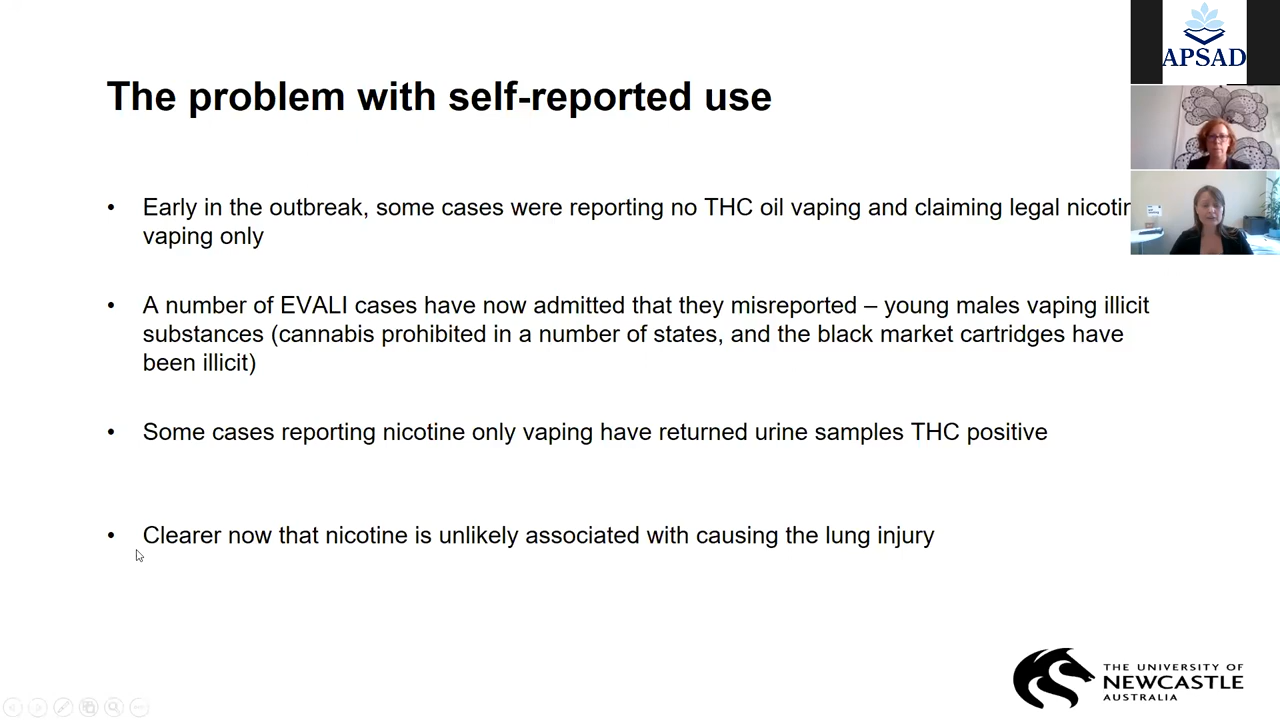 The problem with self-reported use
• Early in the outbreak, some cases were reporting no THC oil vaping and claiming legal
vaping only
• A number of EVALI cases have now admitted that they misreported – young males vaping illicit
substances (cannabis prohibited in a number of states, and the black market cartridges have
been illicit)
• Some cases reporting nicotine only vaping have returned urine samples THC positive
• Clearer now that nicotine is unlikely associated with causing the lung injury
APSAD
THE UNIVERSITY OF
NEWCASTLE
AUSTRALIA